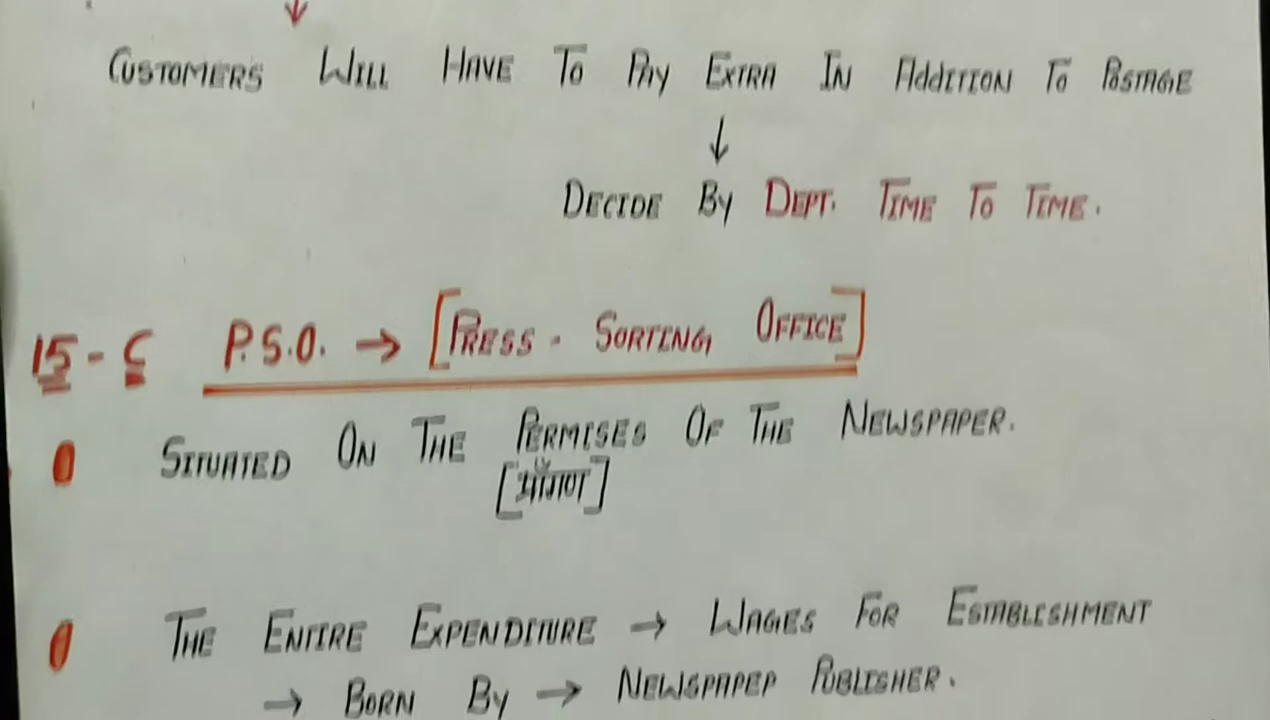 ↓
CUSTOMERS WILL HAVE TO PAY EXTRA IN ADDITION TO POSTAGE
↓
DECIDE BY DEPT. TIME TO TIME.
15-C P.S.O. → [PRESS - SORTING OFFICE]
SITUATED ON THE PERMISES OF THE NEWSPAPER.
[प्रांगण]
THE ENTIRE EXPENDITURE → WAGES FOR ESTABLISHMENT
→ BORN BY → NEWSPAPER PUBLISHER.